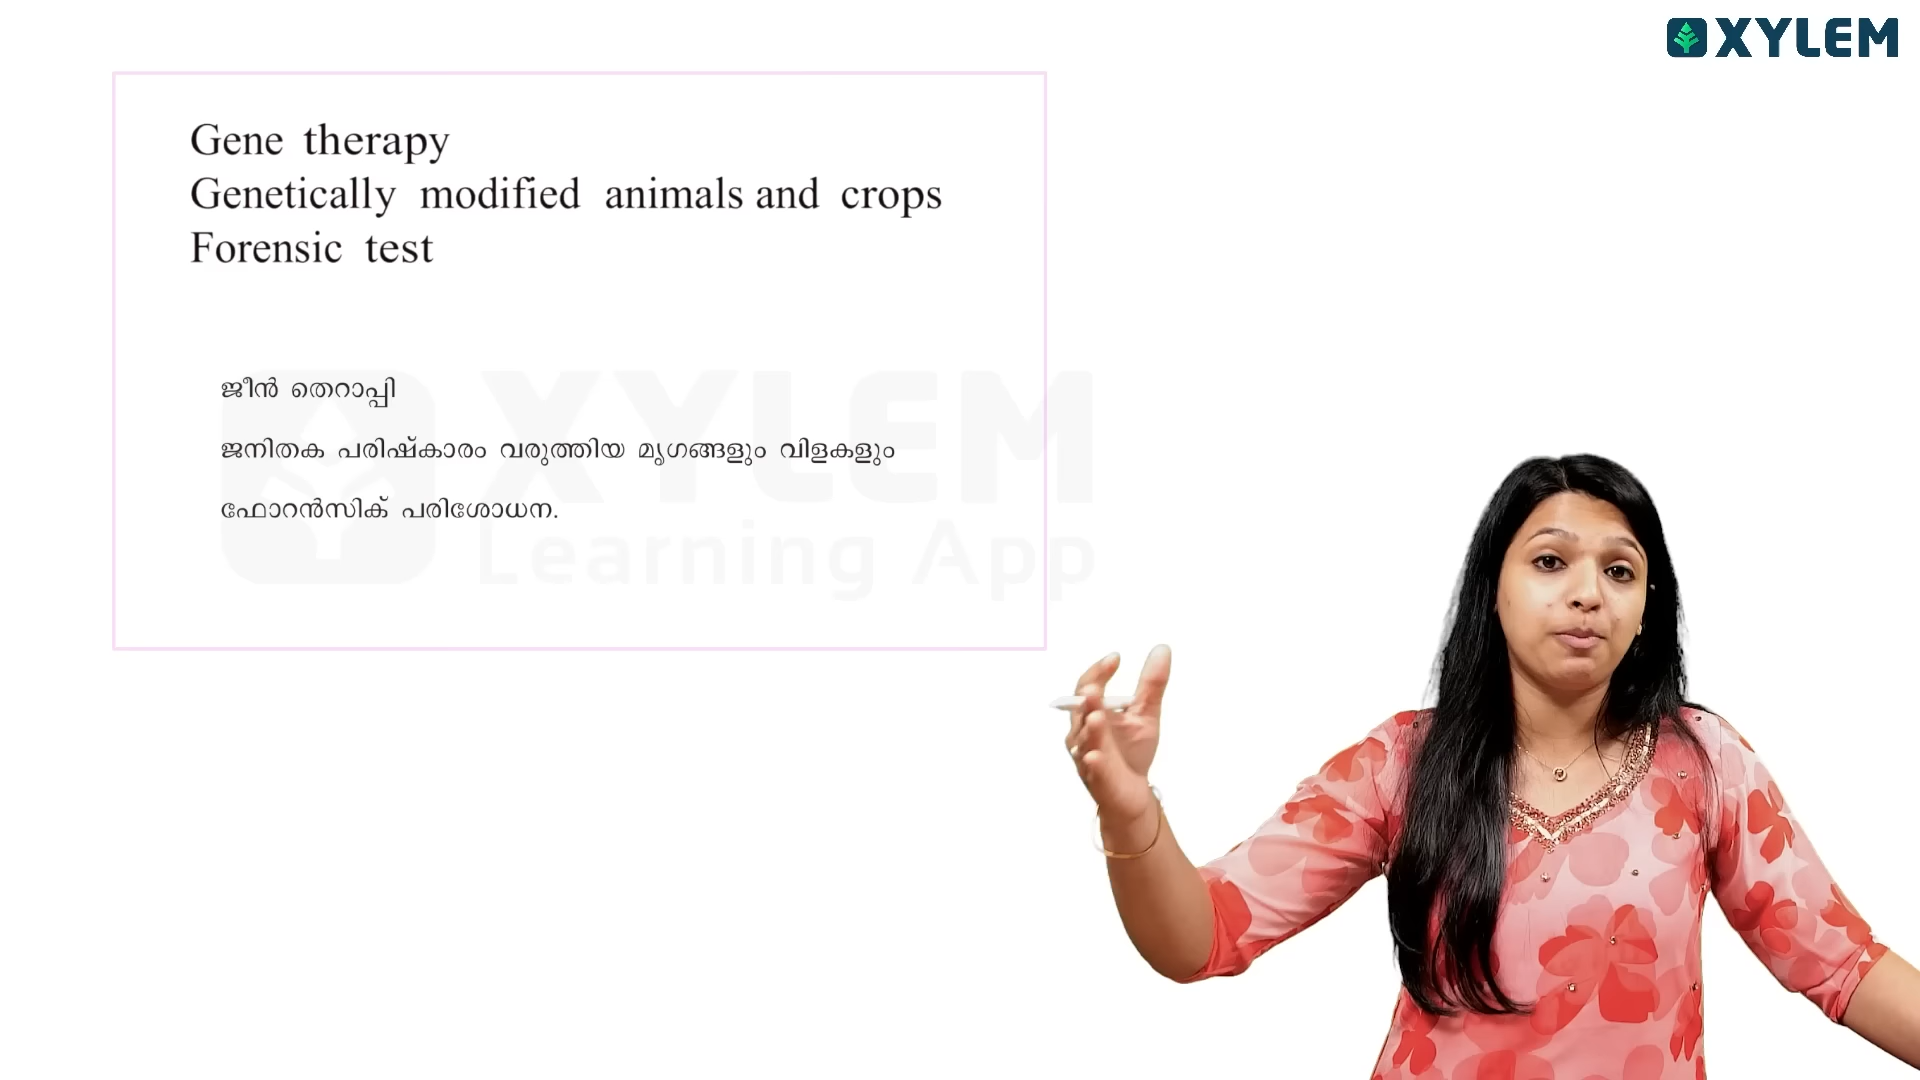 XYLEM
Gene therapy
Genetically modified animals and crops
Forensic test
ജീൻ തെറാപ്പി
ജനിതക പരിഷ്കാരം വരുത്തിയ മൃഗങ്ങളും വിളകളും
ഫോറൻസിക് പരിശോധന.
XYLEM
Learning App